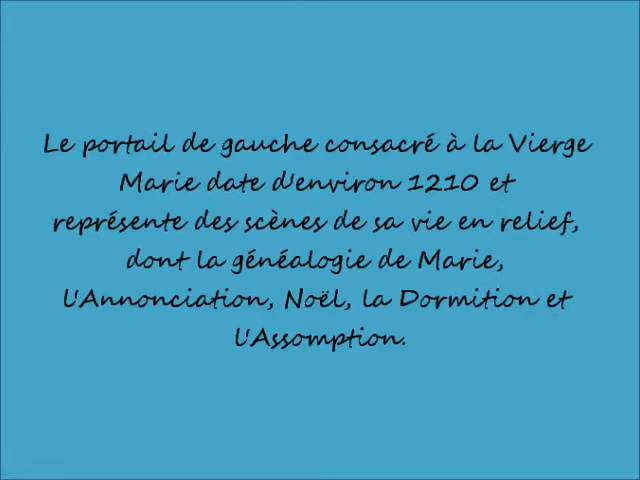 Le portail de gauche consacré à la Vierge
Marie date d'environ 1210 et
représente des scènes de sa vie en relief,
dont la généalogie de Marie,
l'Annonciation, Noël, la Dormition et
l'Assomption.